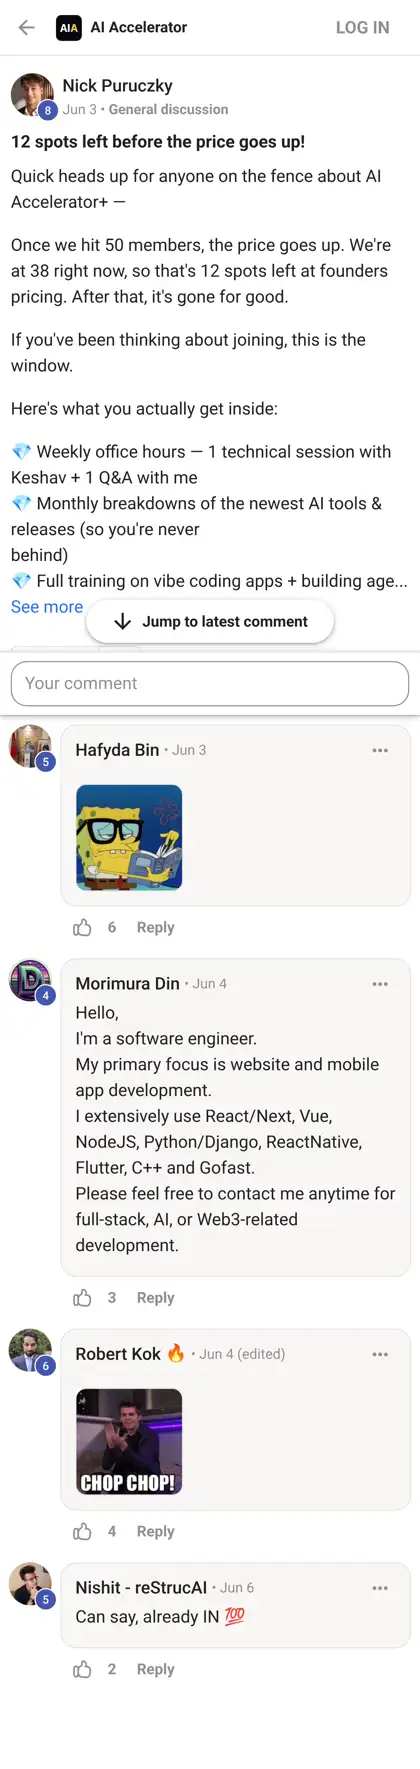 AIA AI Accelerator LOG IN
Nick Puruczky
8 Jun 3 • General discussion
12 spots left before the price goes up!
Quick heads up for anyone on the fence about AI
Accelerator+ —
Once we hit 50 members, the price goes up. We're
at 38 right now, so that's 12 spots left at founders
pricing. After that, it's gone for good.
If you've been thinking about joining, this is the
window.
Here's what you actually get inside:
💎 Weekly office hours — 1 technical session with
Keshav + 1 Q&A with me
💎 Monthly breakdowns of the newest AI tools &
releases (so you're never
behind)
💎 Full training on vibe coding apps + building age...
See more
Jump to latest comment
Your comment
Hafyda Bin • Jun 3
5
6 Reply
Morimura Din • Jun 4
4
Hello,
I'm a software engineer.
My primary focus is website and mobile
app development.
I extensively use React/Next, Vue,
NodeJS, Python/Django, ReactNative,
Flutter, C++ and Gofast.
Please feel free to contact me anytime for
full-stack, AI, or Web3-related
development.
3 Reply
Robert Kok 🔥 • Jun 4 (edited)
6
CHOP CHOP!
4 Reply
Nishit - reStrucAI • Jun 6
5
Can say, already IN 💯
2 Reply